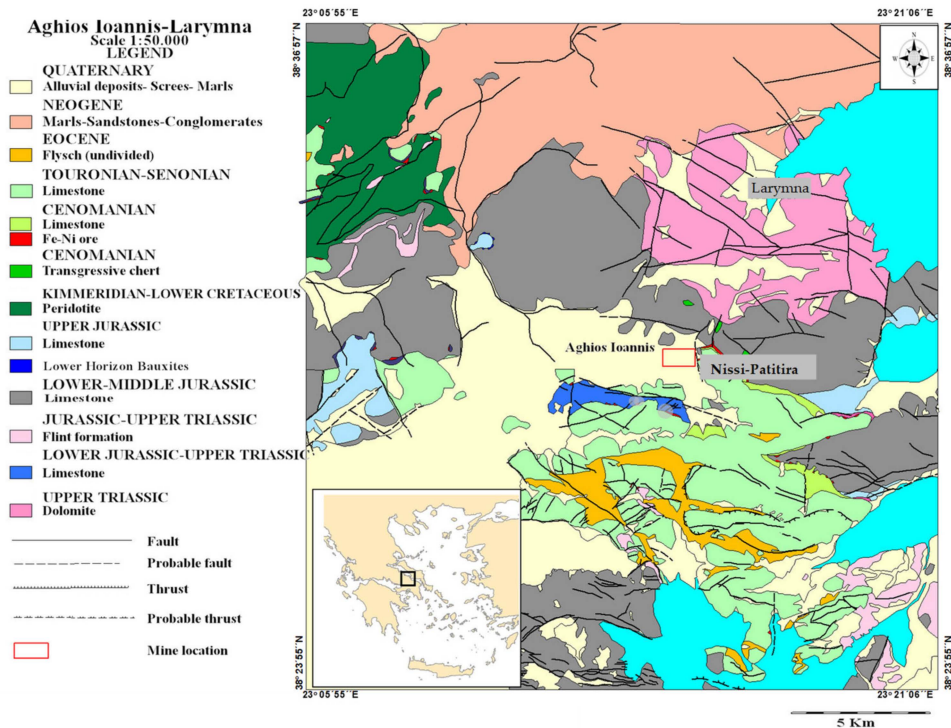 Aghios Ioannis-Larymna
Scale 1:50.000
LEGEND
QUATERNARY
Alluvial deposits- Screes- Marls
NEOGENE
Marls-Sandstones-Conglomerates
EOCENE
Flysch (undivided)
TOURONIAN-SENONIAN
Limestone
CENOMANIAN
Limestone
Fe-Ni ore
CENOMANIAN
Transgressive chert
KIMMERIDIAN-LOWER CRETACEOUS
Peridotite
UPPER JURASSIC
Limestone
Lower Horizon Bauxites
LOWER-MIDDLE JURASSIC
Limestone
JURASSIC-UPPER TRIASSIC
Flint formation
LOWER JURASSIC-UPPER TRIASSIC
Limestone
UPPER TRIASSIC
Dolomite
Fault
Probable fault
Thrust
Probable thrust
Mine location
23 05'55'' E
23°21'06'' E
38° 36'57'' N
38° 36'57'' N
N
W
E
S
Larymna
Aghios Ioannis
Nissi-Patitira
38° 23'55'' N
38° 23'55'' N
23°05'55'' E
23°21'06'' E
5 Km